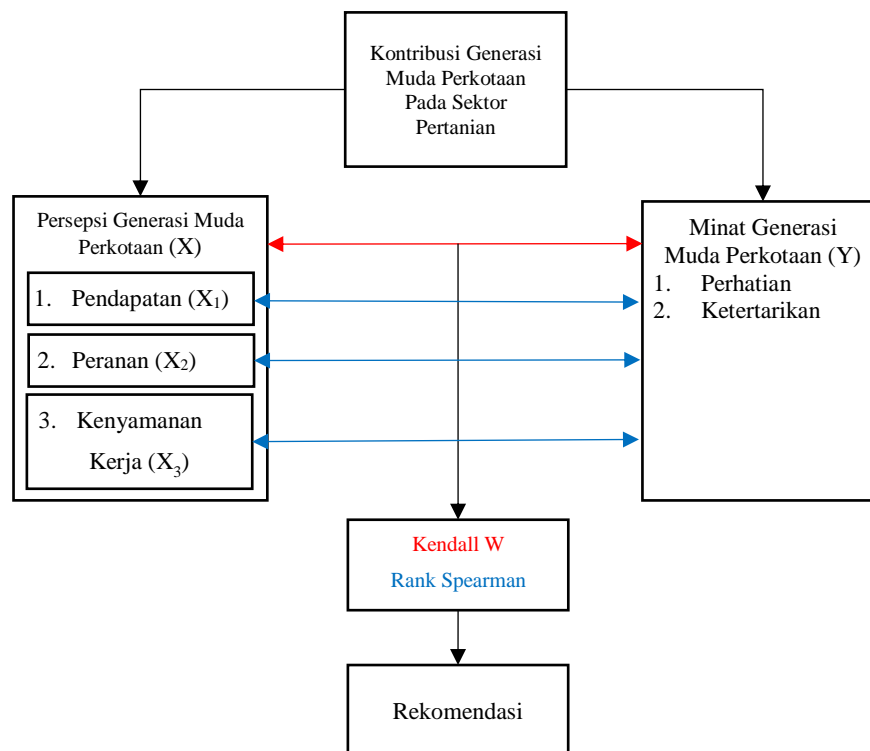 Kontribusi Generasi
Muda Perkotaan
Pada Sektor
Pertanian
Persepsi Generasi Muda
Perkotaan (X)
1. Pendapatan (X₁)
2. Peranan (X₂)
3. Kenyamanan
Kerja (X₃)
Minat Generasi
Muda Perkotaan (Y)
1. Perhatian
2. Ketertarikan
Kendall W
Rank Spearman
Rekomendasi